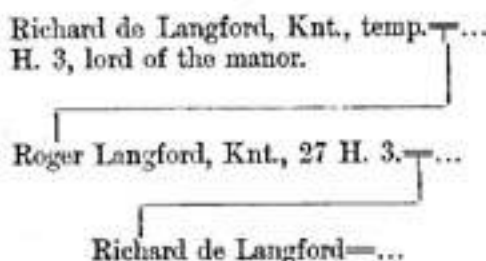 Richard de Langford, Knt., temp.=...
H. 3, lord of the manor.
Roger Langford, Knt., 27 H. 3.=...
Richard de Langford=...